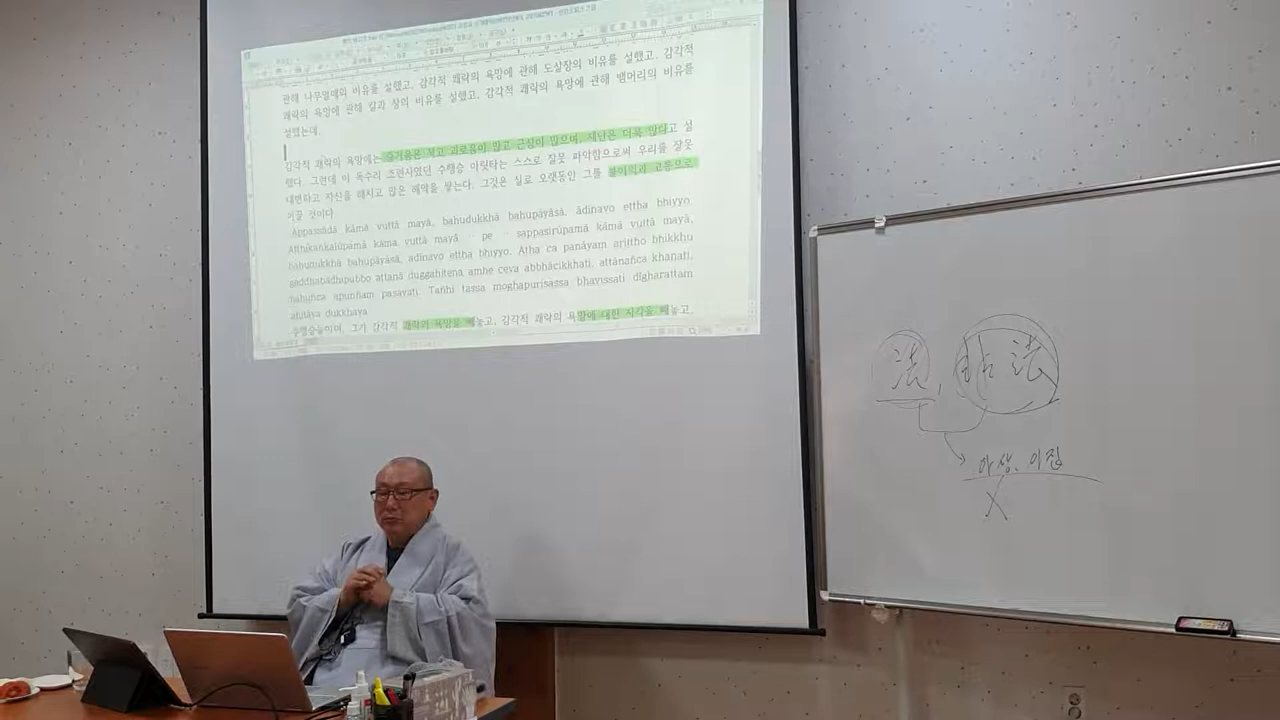 관해 나무열매의 비유를 설했고, 감각적 쾌락의 욕망에 관해 도살장의 비유를 설했고, 감각적
쾌락의 욕망에 관해 칼과 창의 비유를 설했고, 감각적 쾌락의 욕망에 관해 뱀머리의 비유를
설했는데,
감각적 쾌락의 욕망에는 즐거움은 적고 괴로움이 많고 근심이 많으며, 재난은 더욱 많다고 설
했다. 그런데 이 독수리 조련사였던 수행승 아릿타는 스스로 잘못 파악함으로써 우리를 잘못
대변하고 자신을 해치고 많은 해악을 쌓는다. 그것은 실로 오랫동안 그를 불이익과 고통으로
이끌 것이다
Appassādā kāmā vuttā mayā, bahudukkhā bahupāyāsā, ādīnavo ettha bhiyyo
Aṭṭhikaṅkalūpamā kāmā vuttā mayā pe sappasirūpamā kāmā vuttā mayā,
bahudukkhā bahupāyāsā, ādīnavo ettha bhiyyo. Atha ca panāyaṃ ariṭṭho bhikkhu
gaddhabādhipubbo attanā duggahitena amhe ceva abbhācikkhati, attānañca khaṇati,
bahuñca apuññaṃ pasavati. Tañhi tassa moghapurisassa bhavissati dīgharattaṃ
ahitāya dukkhāya
수행승들이여, 그가 감각적 쾌락의 욕망을 빼놓고, 감각적 쾌락의 욕망에 대한 지각을 빼놓고,
法, 非法
아상, 아집
X